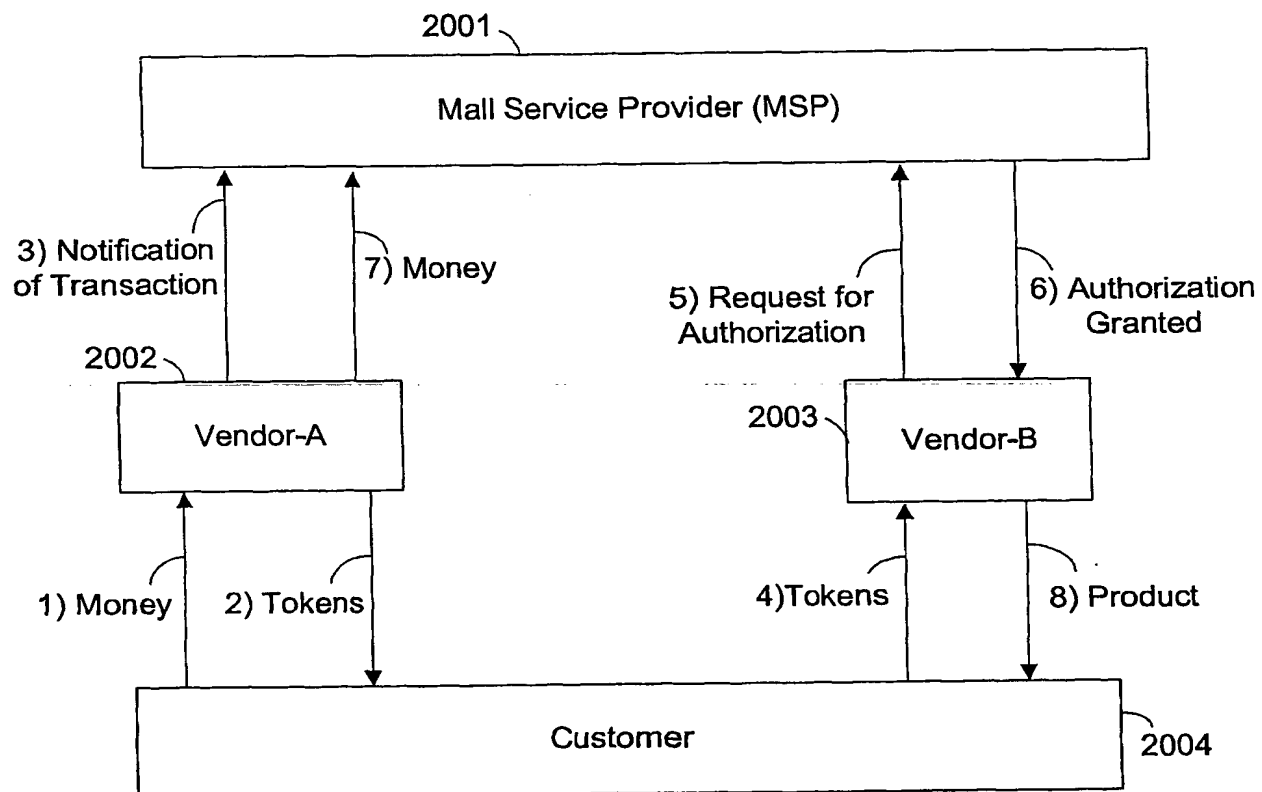 2001
Mall Service Provider (MSP)
3) Notification
of Transaction
7) Money
5) Request for
Authorization
6) Authorization
Granted
2002
Vendor-A
2003
Vendor-B
1) Money
2) Tokens
4)Tokens
8) Product
Customer
2004